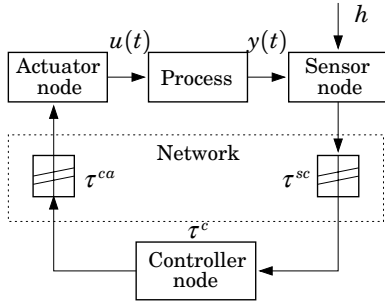 h
u(t)
y(t)
Actuator
node
Process
Sensor
node
Network
τ^{ca}
τ^{sc}
τ^{c}
Controller
node